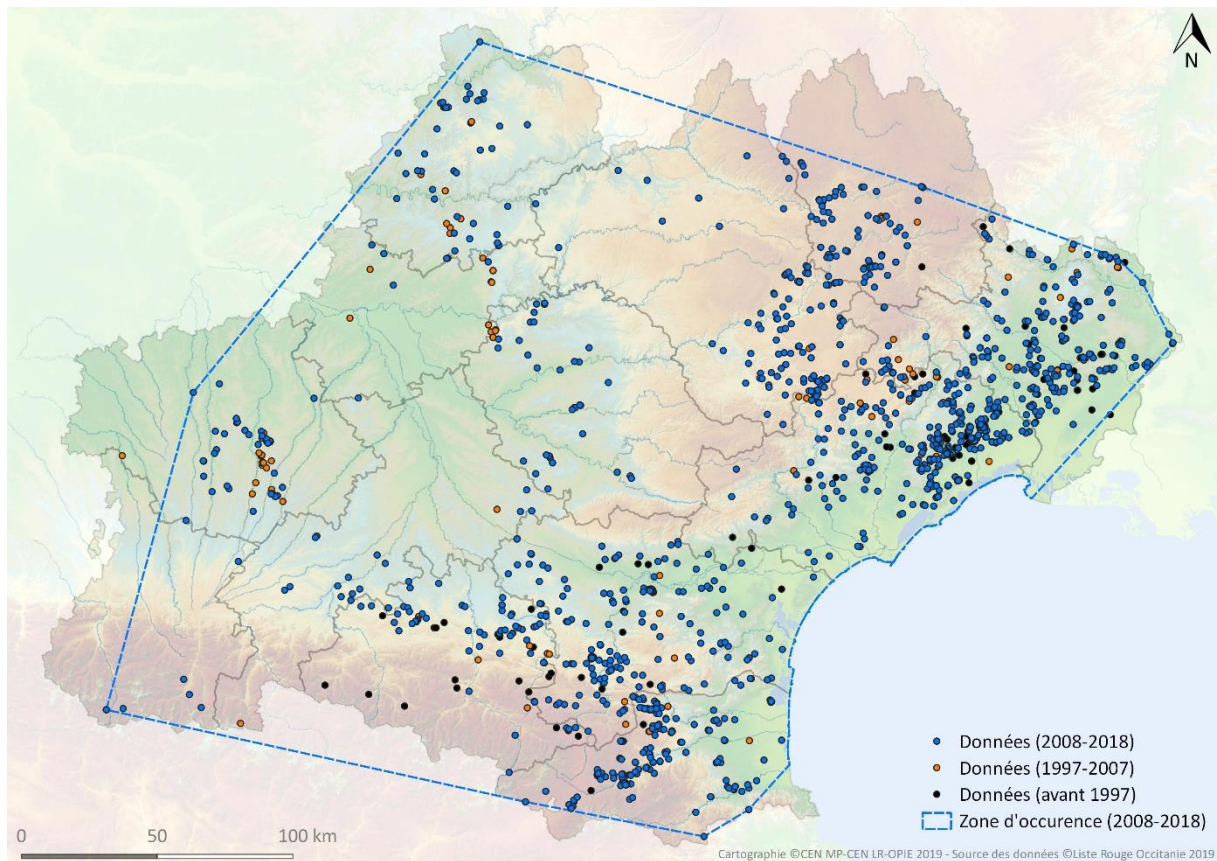 N
Données (2008-2018)
Données (1997-2007)
Données (avant 1997)
Zone d'occurence (2008-2018)
0 50 100 km
Cartographie ©CEN MP-CEN LR-OPIE 2019 - Source des données ©Liste Rouge Occitanie 2019